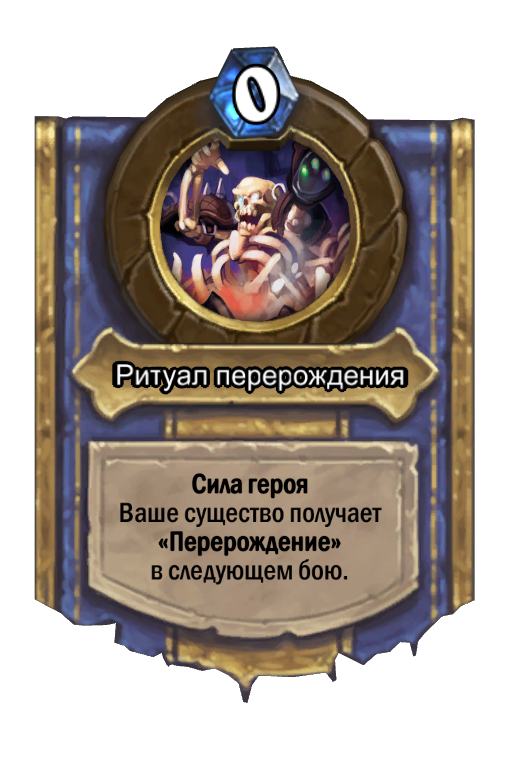 0
Ритуал перерождения
Сила героя
Ваше существо получает
«Перерождение»
в следующем бою.